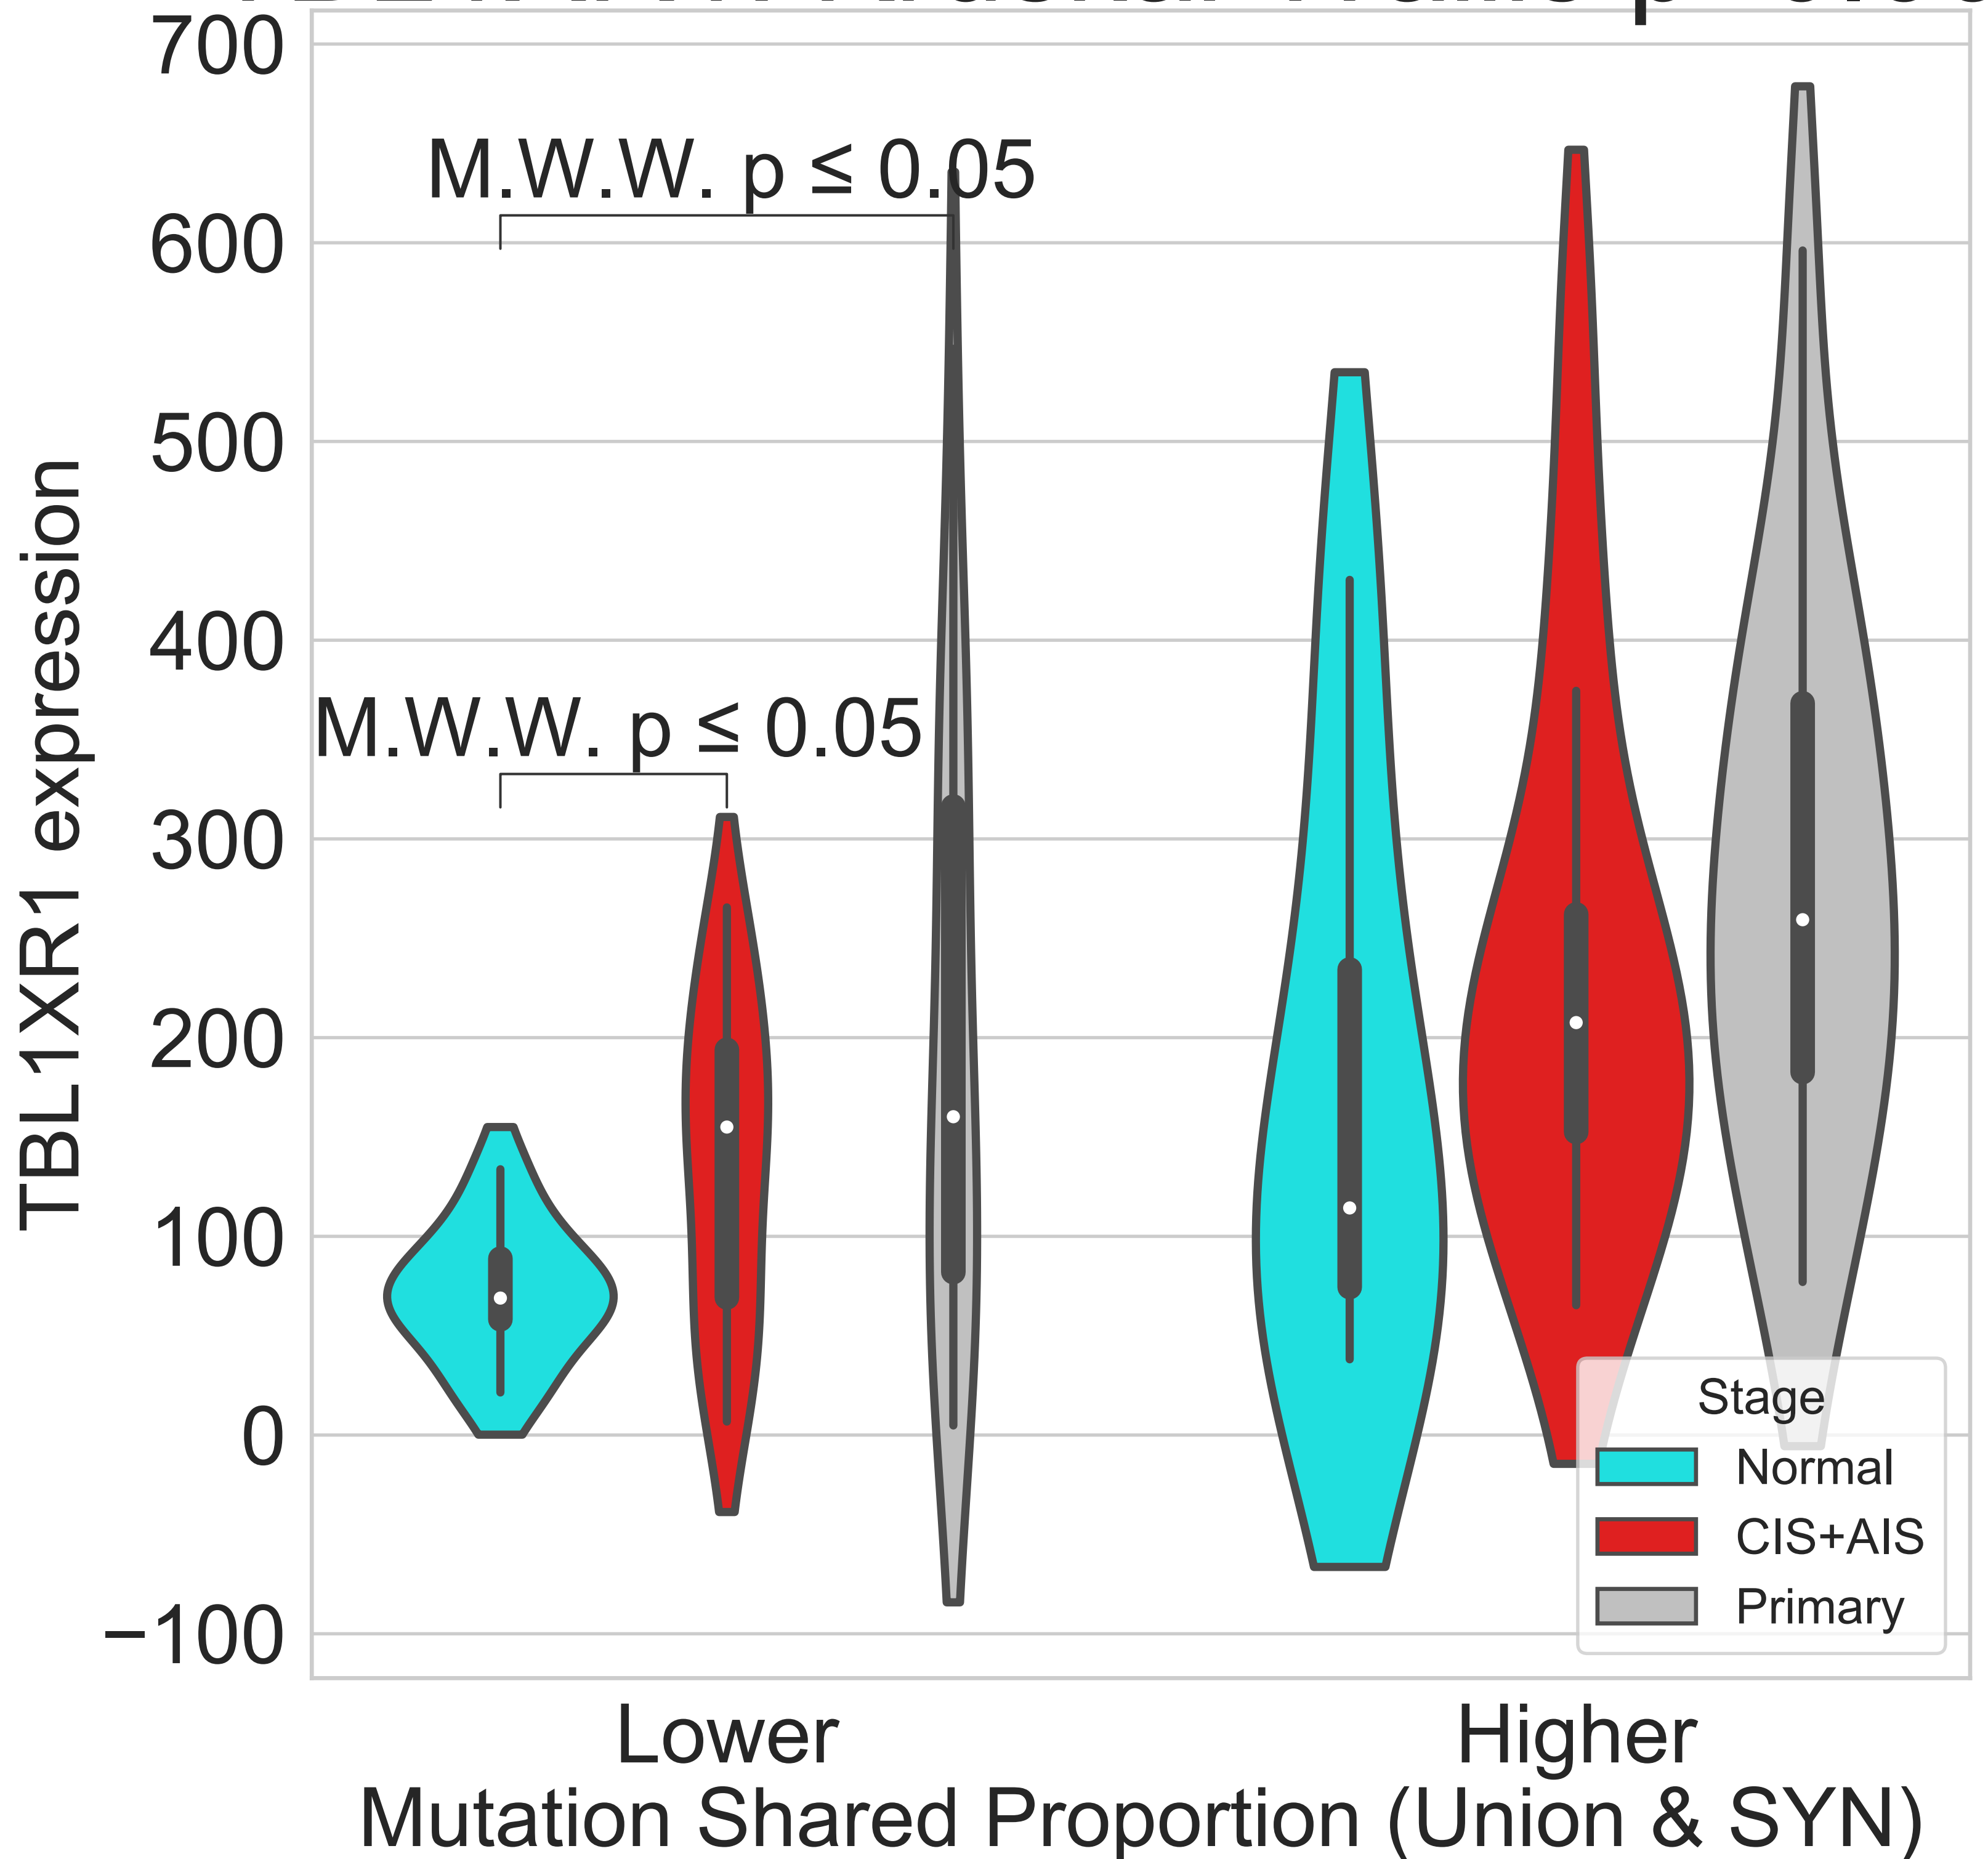 700
600
500
400
300
200
100
0
−100
TBL1XR1 expression
M.W.W. p ≤ 0.05
M.W.W. p ≤ 0.05
Stage
Normal
CIS+AIS
Primary
Lower
Higher
Mutation Shared Proportion (Union & SYN)